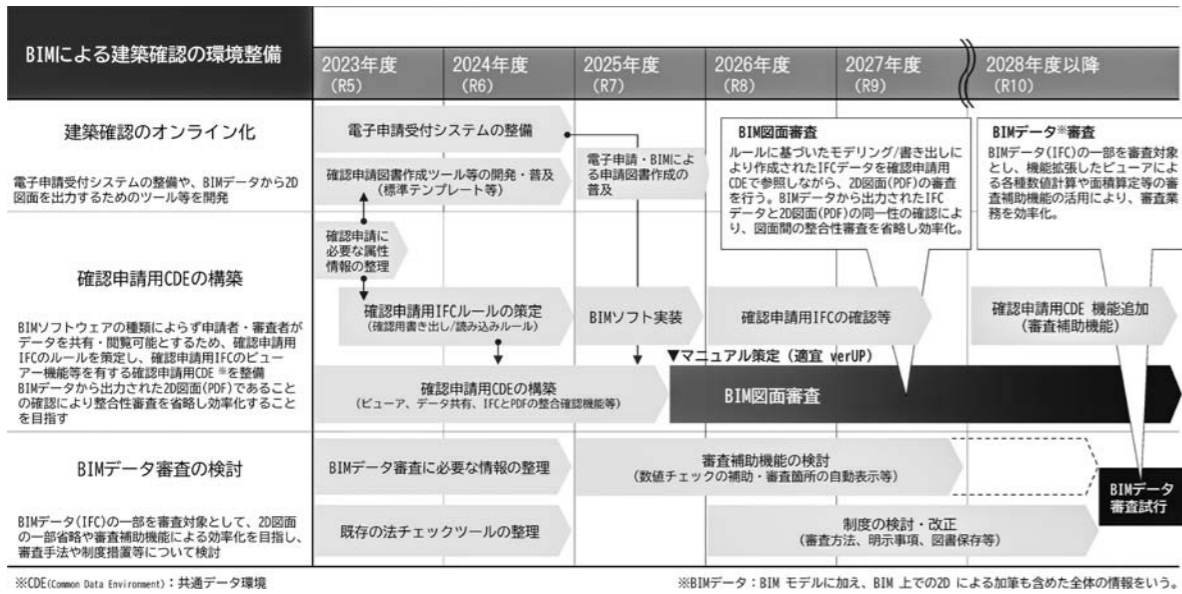 BIMによる建築確認の環境整備
2023年度
(R5)
2024年度
(R6)
2025年度
(R7)
2026年度
(R8)
2027年度
(R9)
2028年度以降
(R10)
建築確認のオンライン化
電子申請受付システムの整備や、BIMデータから2D
図面を出力するためのツール等を開発
電子申請受付システムの整備
確認申請図書作成ツール等の開発・普及
(標準テンプレート等)
電子申請・BIMによ
る申請図書作成の
普及
BIM図面審査
ルールに基づいたモデリング/書き出しに
より作成されたIFCデータを確認申請用
CDEで参照しながら、2D図面(PDF)の審査
を行う。BIMデータから出力されたIFC
データと2D図面(PDF)の同一性の確認によ
り、図面間の整合性審査を省略し効率化。
BIMデータ※審査
BIMデータ(IFC)の一部を審査対象
とし、機能拡張したビューアによ
る各種数値計算や面積算定等の審
査補助機能の活用により、審査業
務を効率化。
確認申請用CDEの構築
BIMソフトウェアの種類によらず申請者・審査者が
データを共有・閲覧可能とするため、確認申請用
IFCのルールを策定し、確認申請用IFCのビュー
アー機能等を有する確認申請用CDE ※を整備
BIMデータから出力された2D図面(PDF)であること
の確認により整合性審査を省略し効率化すること
を目指す
確認申請に
必要な属性
情報の整理
確認申請用IFCルールの策定
(確認用書き出し/読み込みルール)
BIMソフト実装
確認申請用IFCの確認等
確認申請用CDE 機能追加
(審査補助機能)
▼マニュアル策定（適宜 verUP）
確認申請用CDEの構築
(ビューア、データ共有、IFCとPDFの整合確認機能等)
BIM図面審査
BIMデータ審査の検討
BIMデータ(IFC)の一部を審査対象として、2D図面
の一部省略や審査補助機能による効率化を目指し、
審査手法や制度措置等について検討
BIMデータ審査に必要な情報の整理
審査補助機能の検討
(数値チェックの補助・審査箇所の自動表示等)
BIMデータ
審査試行
既存の法チェックツールの整理
制度の検討・改正
(審査方法、明示事項、図書保存等)
※CDE(Common Data Environment)：共通データ環境
※BIMデータ：BIM モデルに加え、BIM 上での2D による加筆も含めた全体の情報をいう。